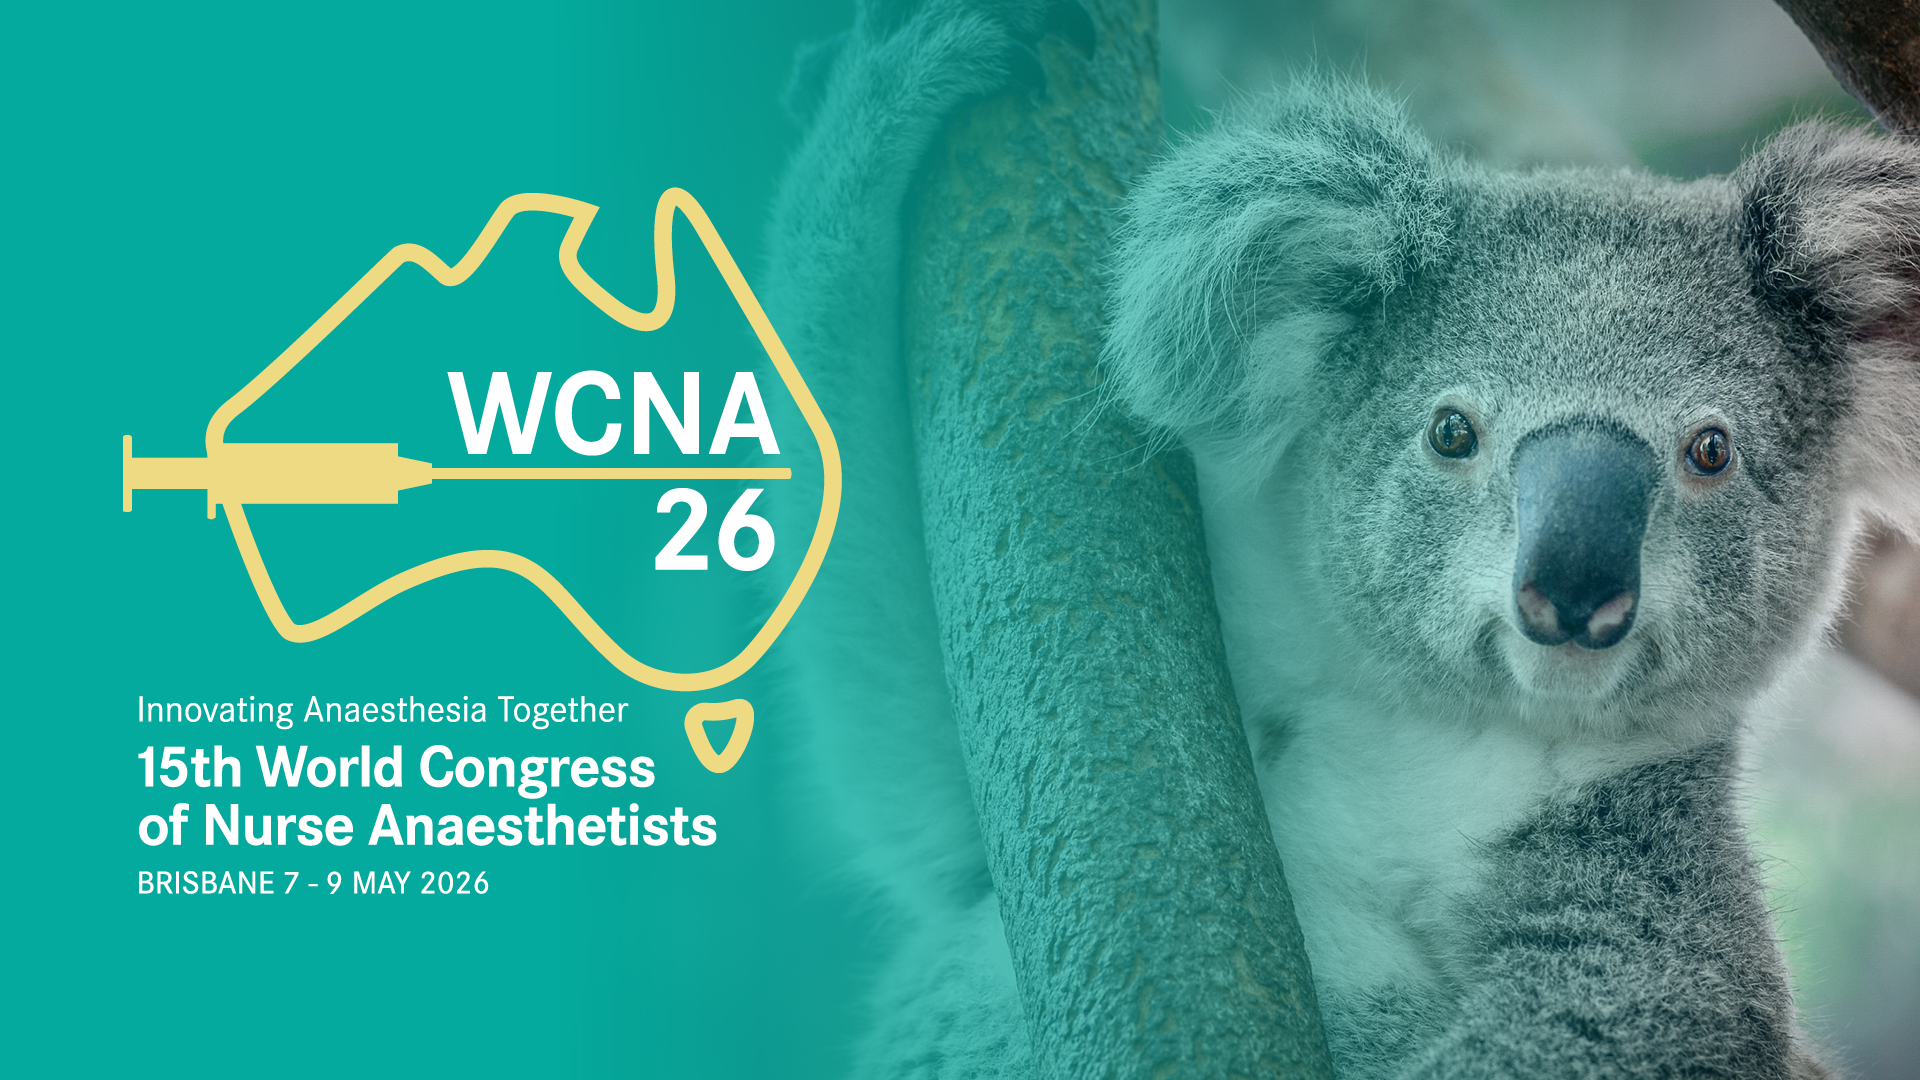 WCNA
26
Innovating Anaesthesia Together
15th World Congress
of Nurse Anaesthetists
BRISBANE 7 - 9 MAY 2026